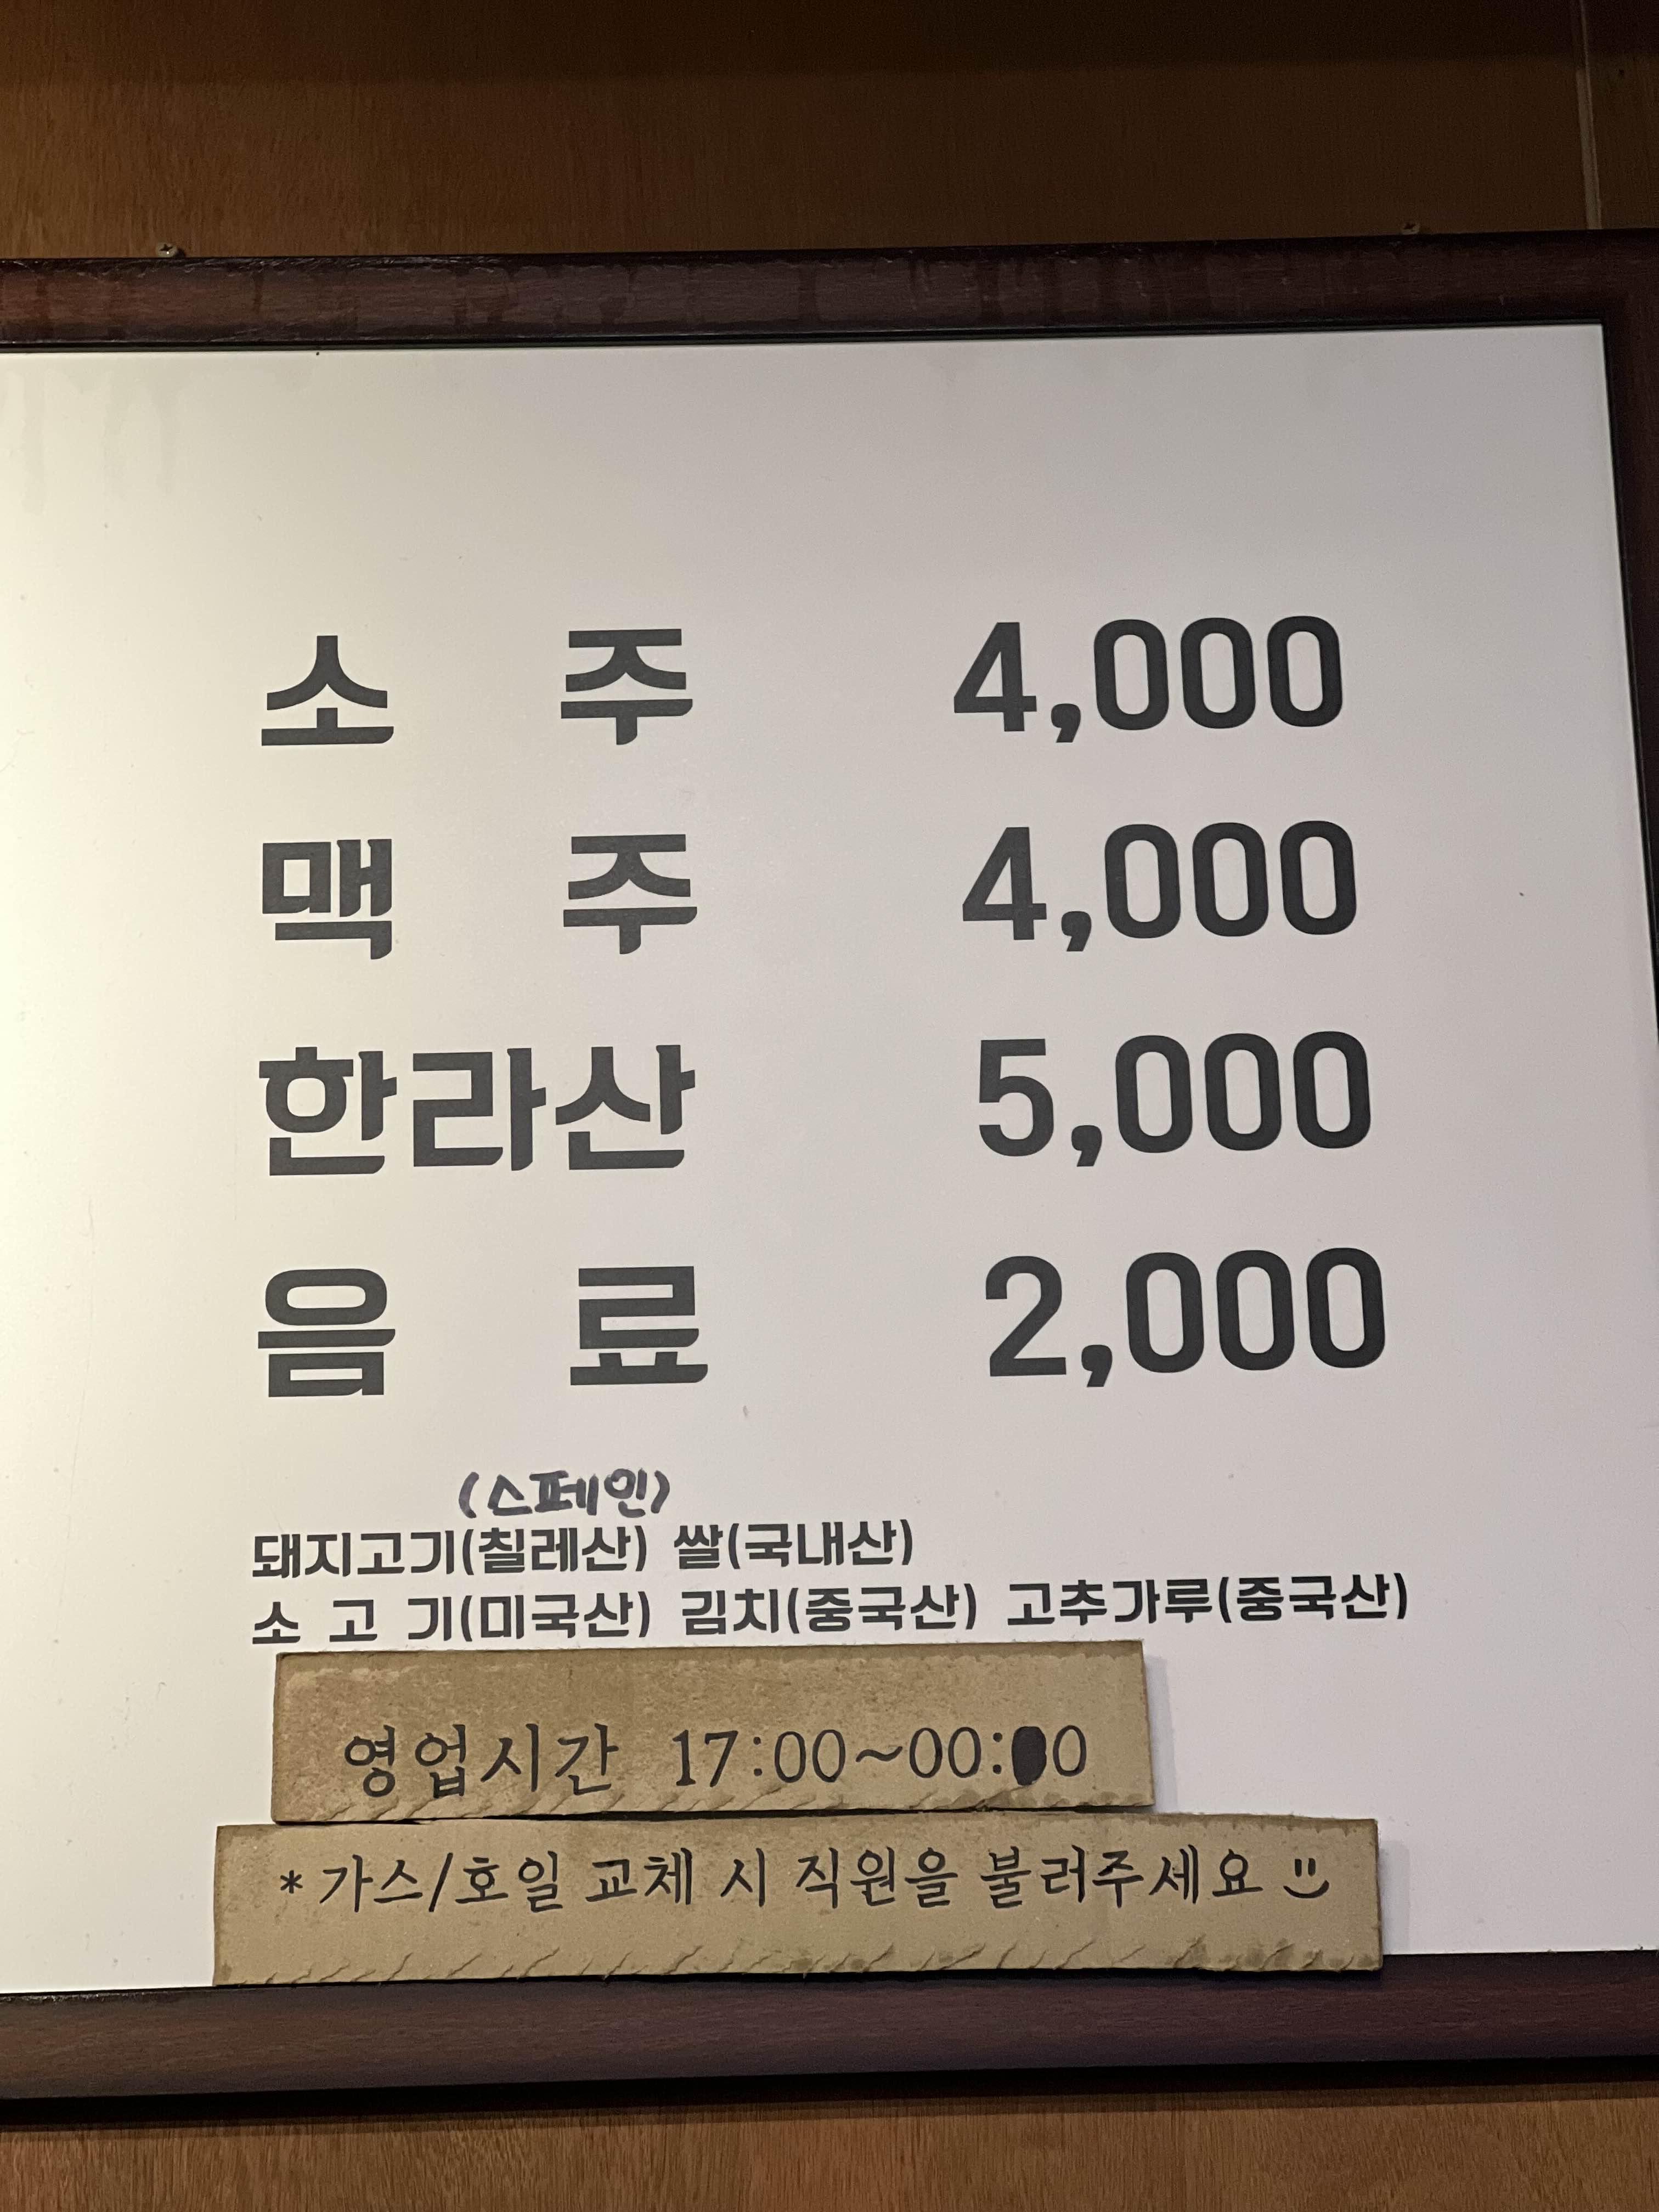 소 주 4,000
맥 주 4,000
한라산 5,000
음 료 2,000
(스페인)
돼지고기(칠레산) 쌀(국내산)
소 고 기(미국산) 김치(중국산) 고추가루(중국산)
영업시간 17:00~00:00
*가스/호일 교체 시 직원을 불러주세요